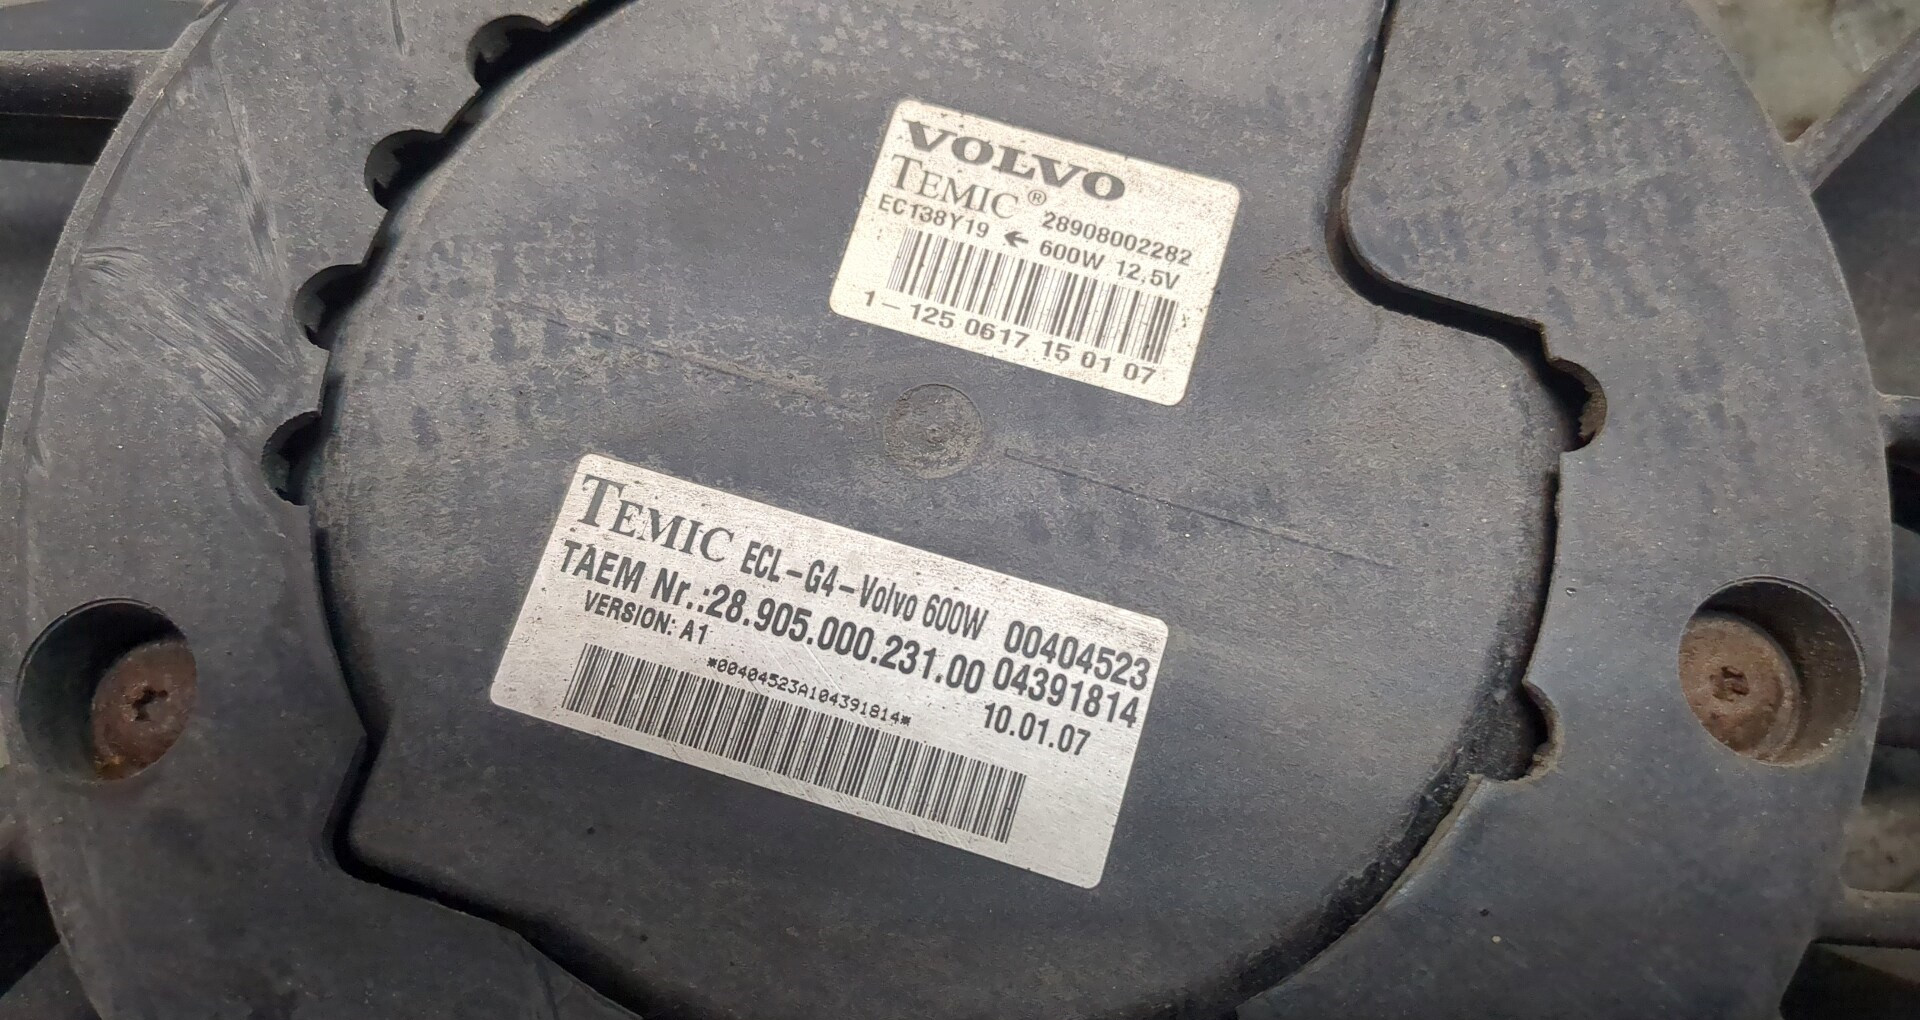 VOLVO
TEMIC® 28908002282
EC138Y19 ← 600W 12,5V
1-125 0617 15 01 07
TEMIC ECL-G4-Volvo 600W 00404523
TAEM Nr.:28.905.000.231.00 04391814
VERSION: A1 10.01.07
*00404523A104391814*